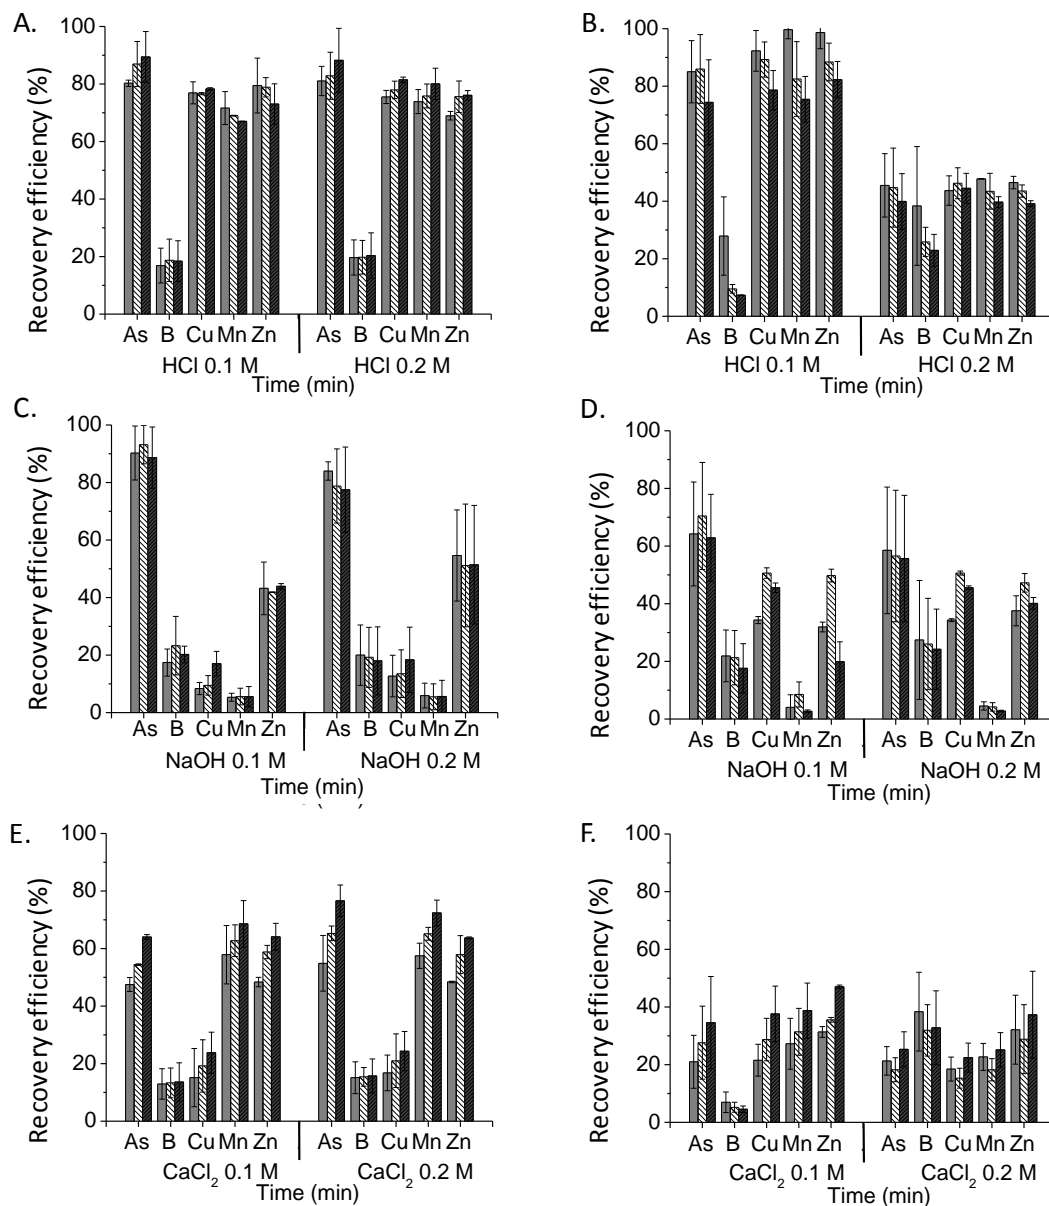 A.
Recovery efficiency (%)
100
80
60
40
20
0
As B Cu Mn Zn As B Cu Mn Zn
HCl 0.1 M HCl 0.2 M
Time (min)
B.
Recovery efficiency (%)
100
80
60
40
20
0
As B Cu Mn Zn As B Cu Mn Zn
HCl 0.1 M HCl 0.2 M
Time (min)
C.
Recovery efficiency (%)
100
80
60
40
20
0
As B Cu Mn Zn As B Cu Mn Zn
NaOH 0.1 M NaOH 0.2 M
Time (min)
D.
Recovery efficiency (%)
100
80
60
40
20
0
As B Cu Mn Zn As B Cu Mn Zn
NaOH 0.1 M NaOH 0.2 M
Time (min)
E.
Recovery efficiency (%)
100
80
60
40
20
0
As B Cu Mn Zn As B Cu Mn Zn
CaCl₂ 0.1 M CaCl₂ 0.2 M
Time (min)
F.
Recovery efficiency (%)
100
80
60
40
20
0
As B Cu Mn Zn As B Cu Mn Zn
CaCl₂ 0.1 M CaCl₂ 0.2 M
Time (min)